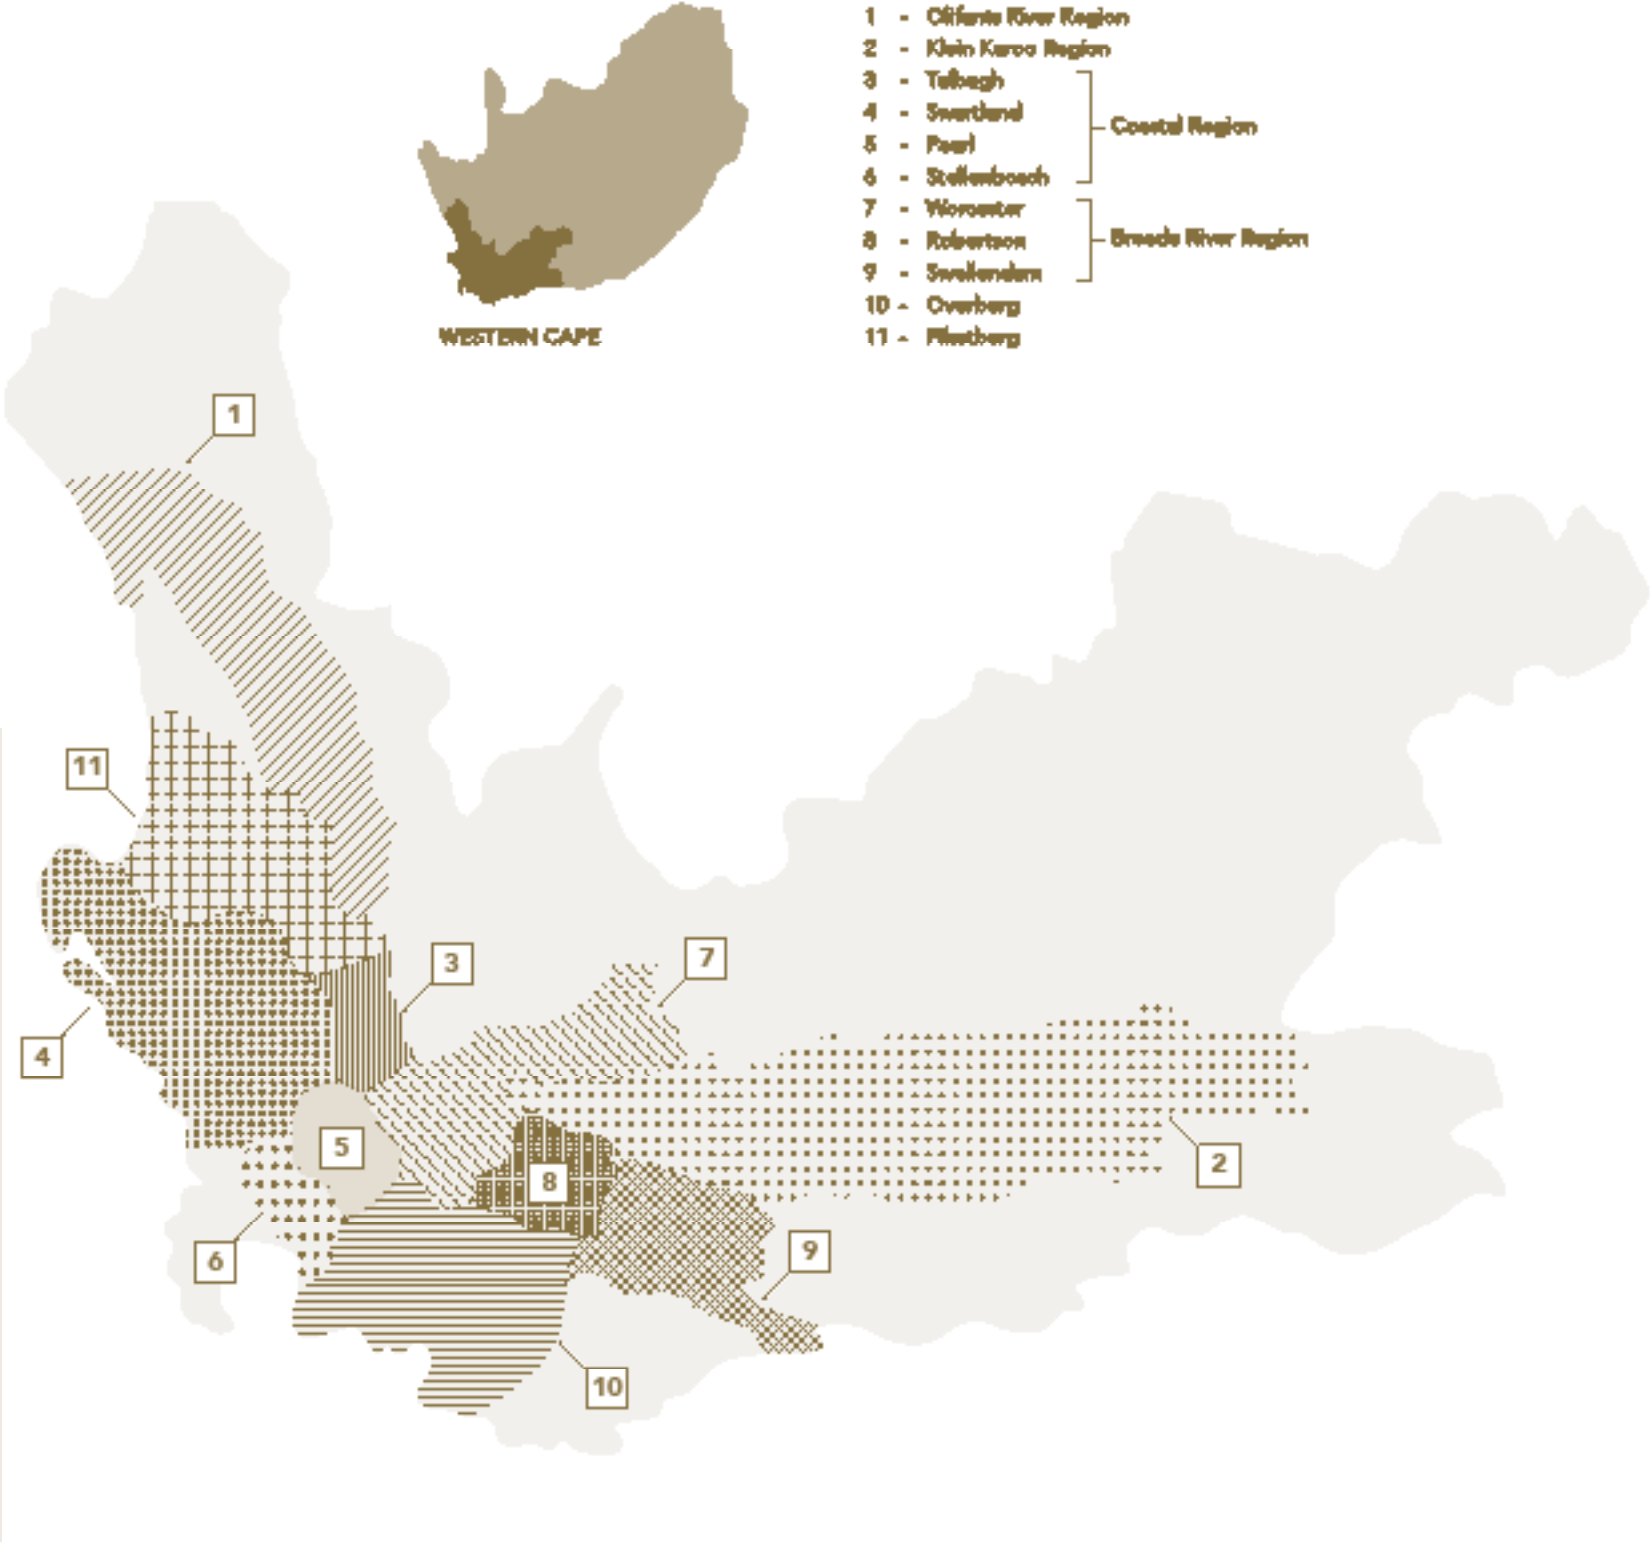 1 - Olifants River Region
2 - Klein Karoo Region
3 - Tulbagh
4 - Swartland
5 - Paarl
6 - Stellenbosch
Coastal Region
7 - Worcester
8 - Robertson
9 - Swellendam
Breede River Region
10 - Overberg
11 - Piketberg
WESTERN CAPE
1
11
3
7
4
5
8
2
6
9
10